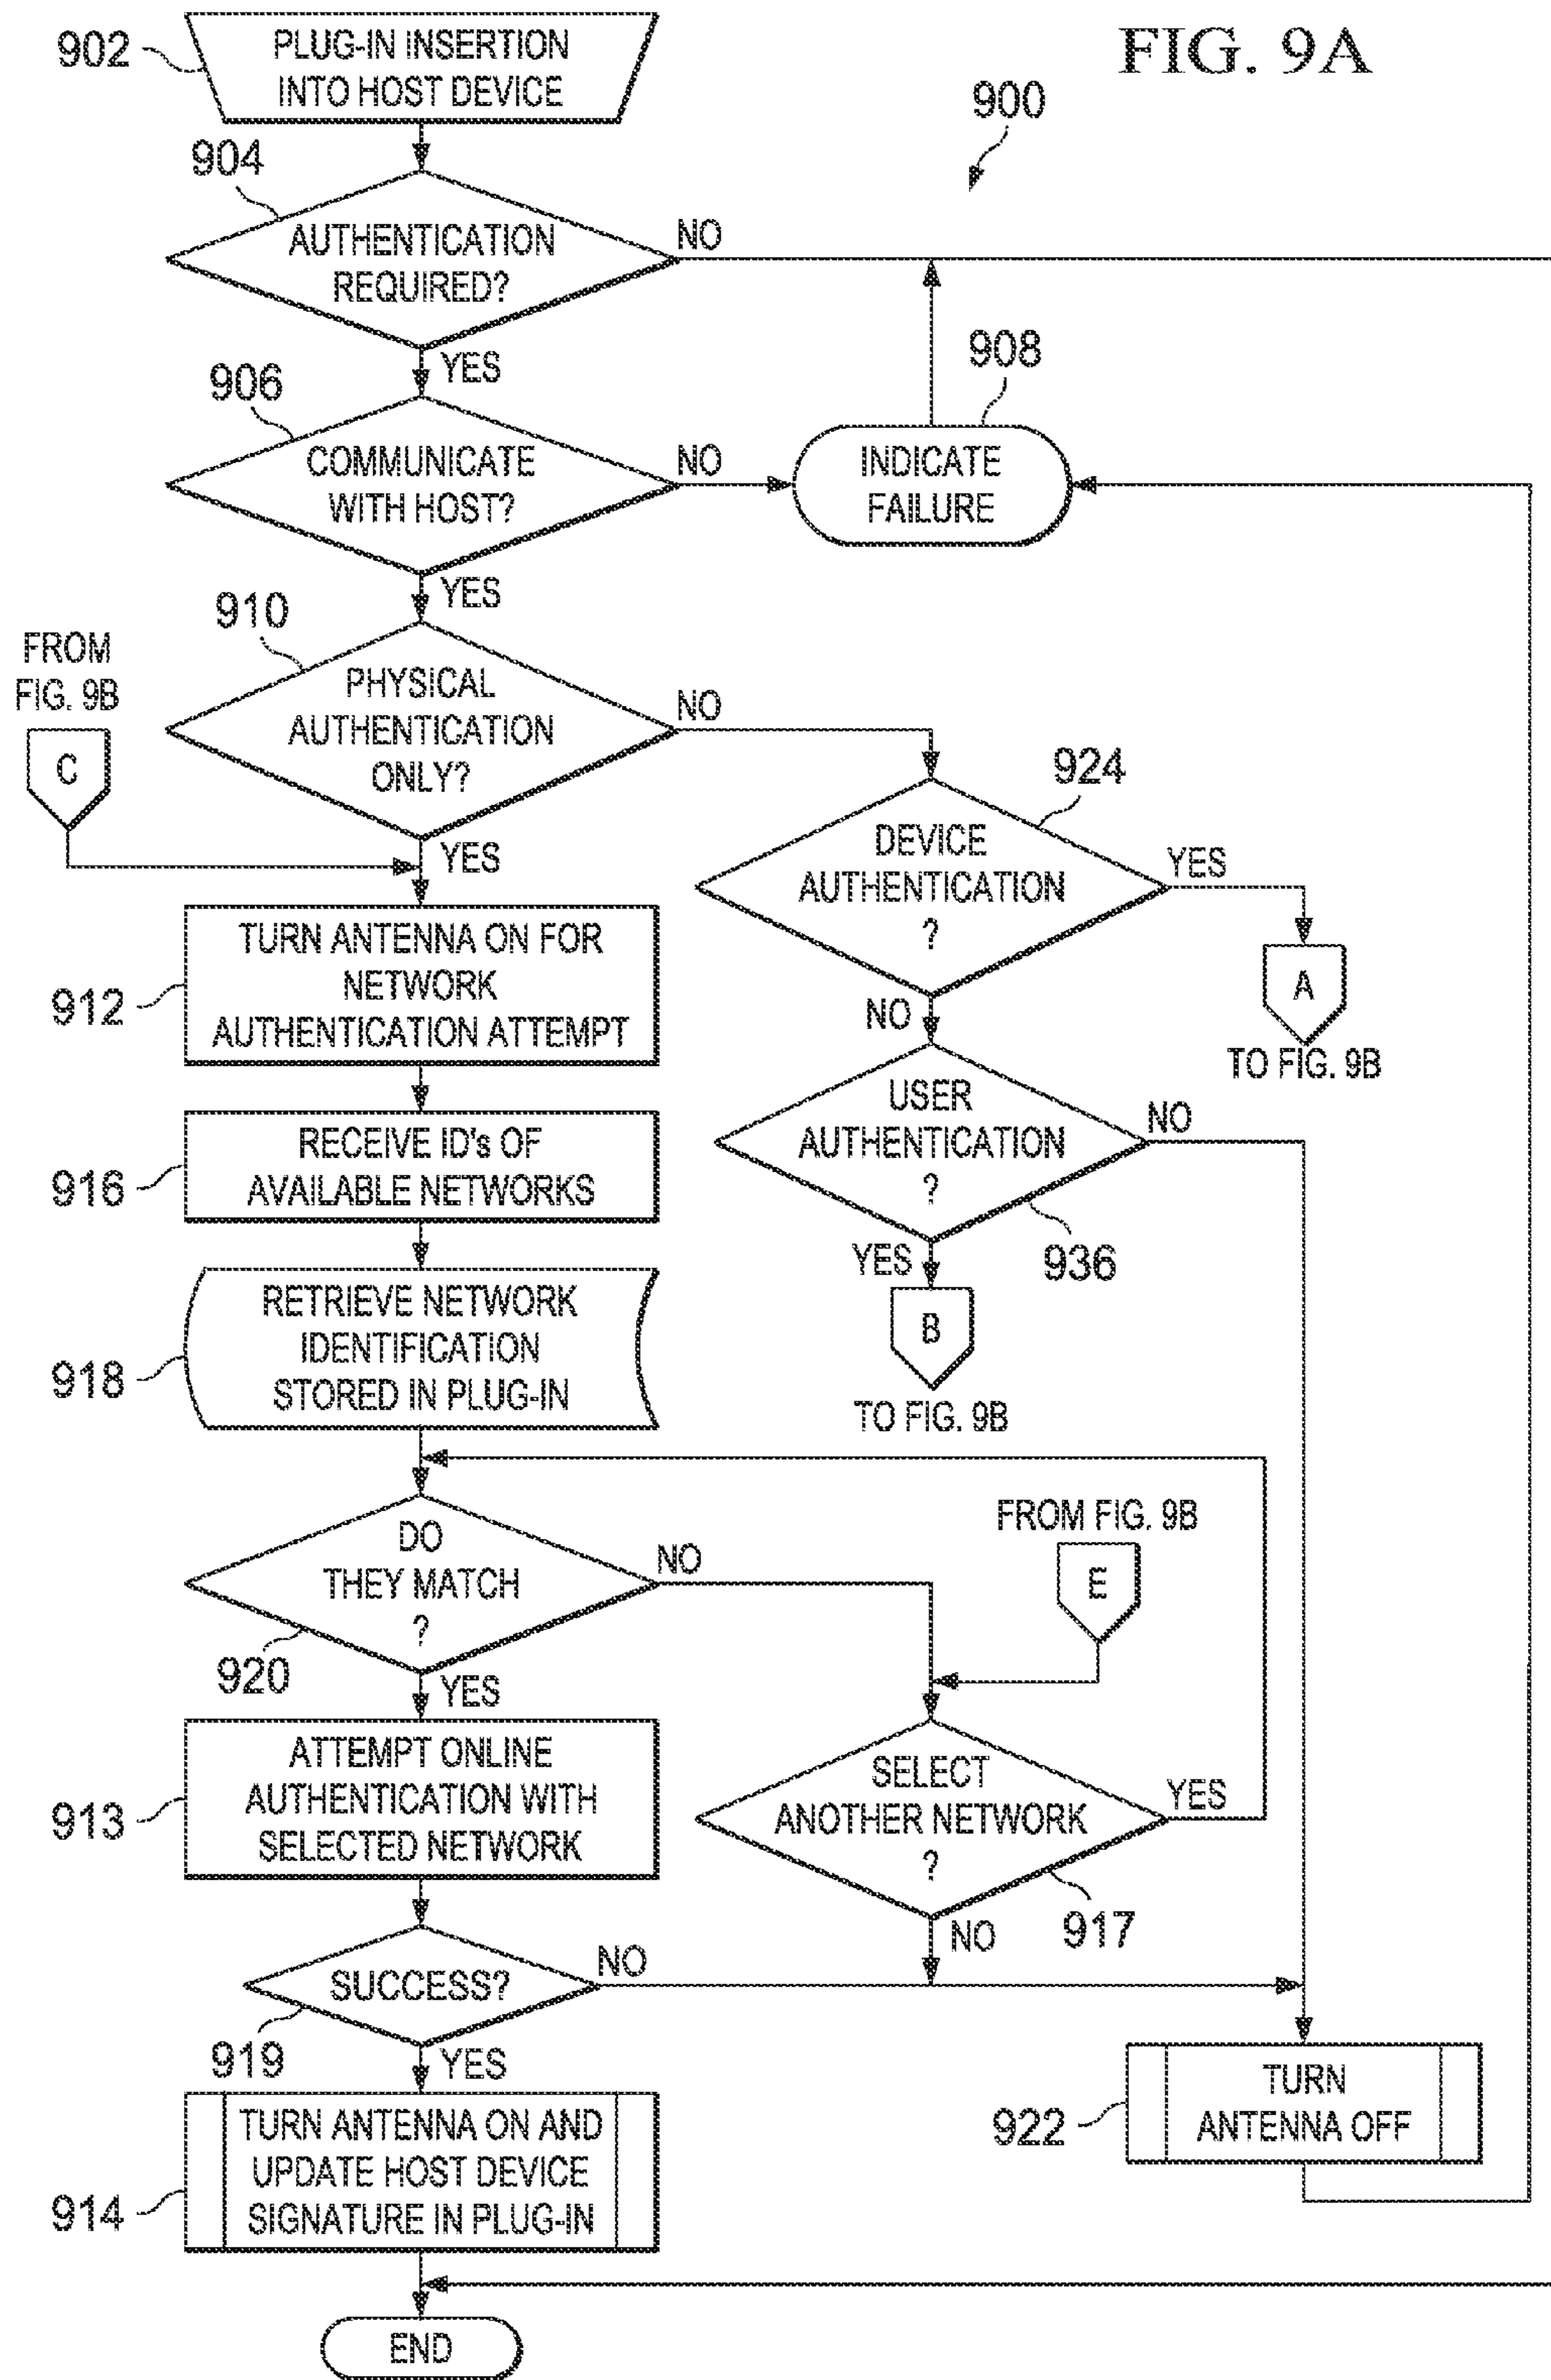 FIG. 9A
900
902
PLUG-IN INSERTION
INTO HOST DEVICE
904
AUTHENTICATION
REQUIRED?
NO
YES
906
COMMUNICATE
WITH HOST?
NO
908
INDICATE
FAILURE
YES
910
PHYSICAL
AUTHENTICATION
ONLY?
NO
FROM
FIG. 9B
C
YES
924
DEVICE
AUTHENTICATION
?
YES
A
TO FIG. 9B
NO
912
TURN ANTENNA ON FOR
NETWORK
AUTHENTICATION ATTEMPT
USER
AUTHENTICATION
?
NO
936
YES
B
TO FIG. 9B
916
RECEIVE ID's OF
AVAILABLE NETWORKS
918
RETRIEVE NETWORK
IDENTIFICATION
STORED IN PLUG-IN
DO
THEY MATCH
?
NO
920
YES
FROM FIG. 9B
E
913
ATTEMPT ONLINE
AUTHENTICATION WITH
SELECTED NETWORK
SELECT
ANOTHER NETWORK
?
YES
917
NO
SUCCESS?
NO
919
YES
922
TURN
ANTENNA OFF
914
TURN ANTENNA ON AND
UPDATE HOST DEVICE
SIGNATURE IN PLUG-IN
END